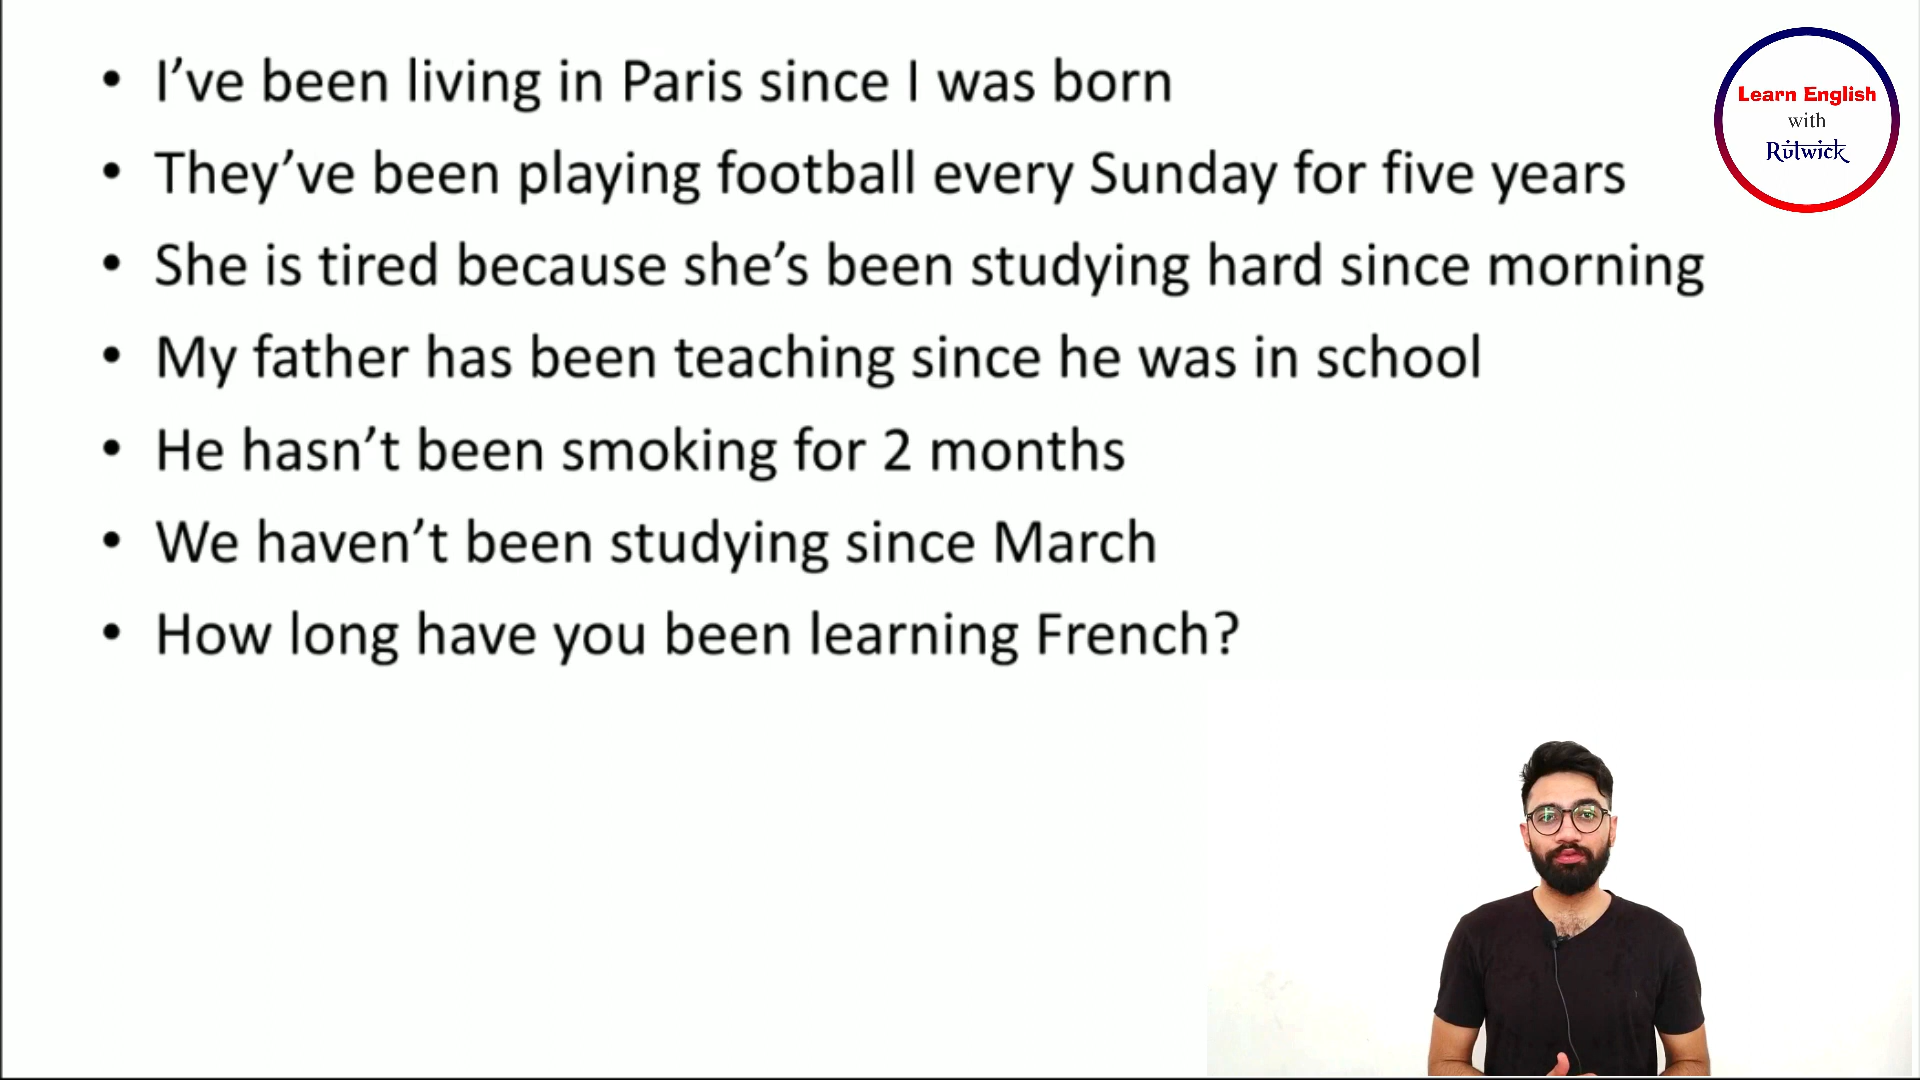 • I’ve been living in Paris since I was born
• They’ve been playing football every Sunday for five years
• She is tired because she’s been studying hard since morning
• My father has been teaching since he was in school
• He hasn’t been smoking for 2 months
• We haven’t been studying since March
• How long have you been learning French?
Learn English
with
Rutwick